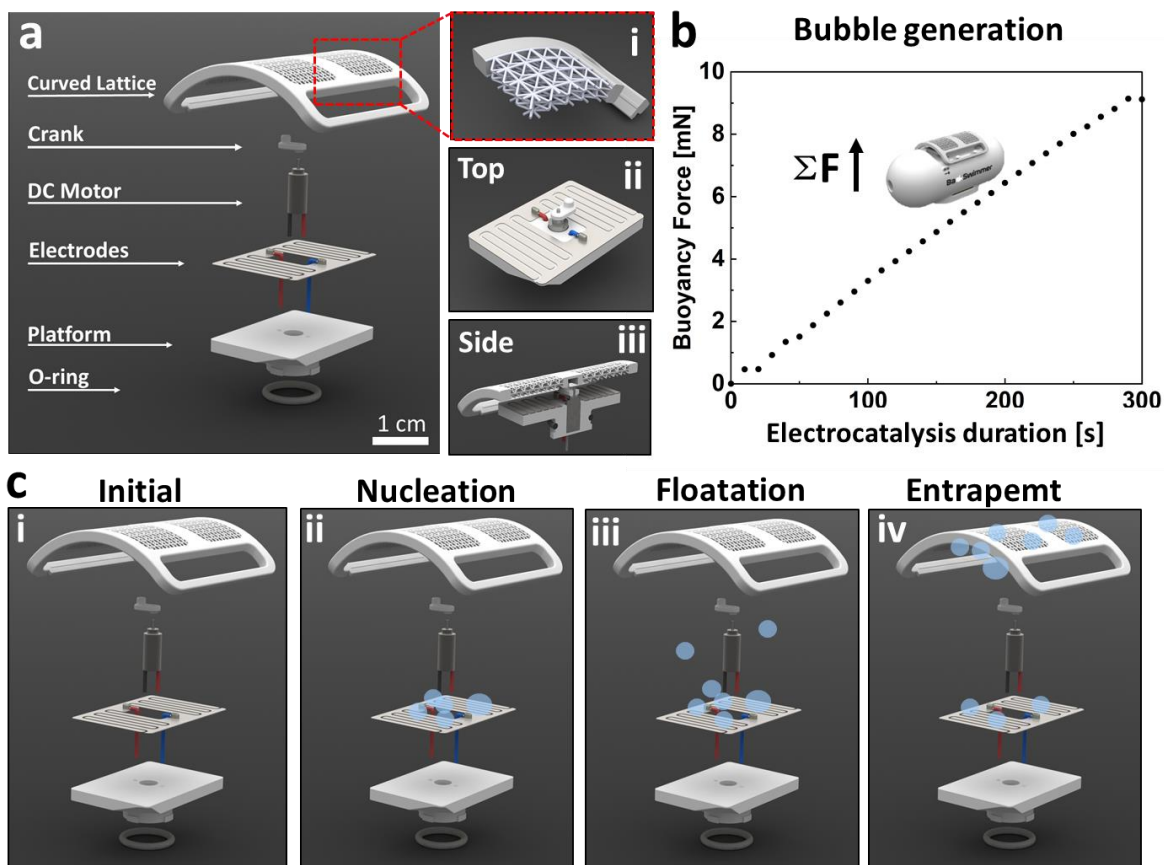 a
Curved Lattice
Crank
DC Motor
Electrodes
Platform
O-ring
1 cm
i
Top
ii
Side
iii
b
Bubble generation
Buoyancy Force [mN]
10
8
6
4
2
0
ΣF
0
100
200
300
Electrocatalysis duration [s]
c
Initial
i
Nucleation
ii
Floatation
iii
Entrapemt
iv